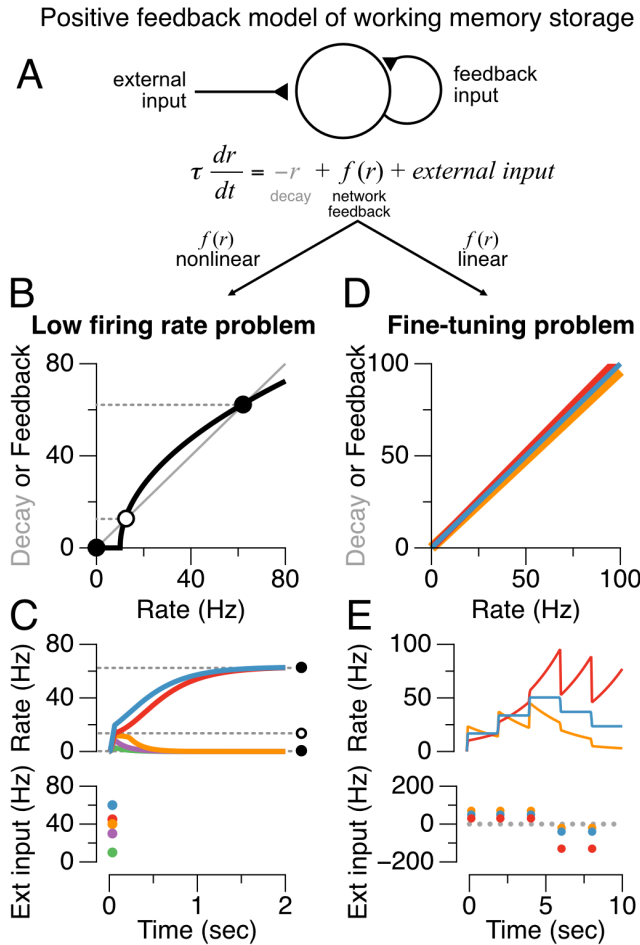 Positive feedback model of working memory storage
A
external
input
feedback
input
τ dr/dt = −r + f(r) + external input
decay
network
feedback
f(r)
nonlinear
f(r)
linear
B
Low firing rate problem
Decay or Feedback
80
40
0
0
40
80
Rate (Hz)
D
Fine-tuning problem
Decay or Feedback
100
50
0
0
50
100
Rate (Hz)
C
Rate (Hz)
80
60
0
Ext input (Hz)
80
40
0
0
1
2
Time (sec)
E
Rate (Hz)
100
50
0
Ext input (Hz)
200
0
−200
0
5
10
Time (sec)